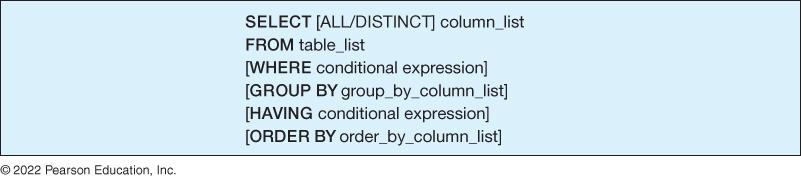 SELECT [ALL/DISTINCT] column_list
FROM table_list
[WHERE conditional expression]
[GROUP BY group_by_column_list]
[HAVING conditional expression]
[ORDER BY order_by_column_list]
© 2022 Pearson Education, Inc.